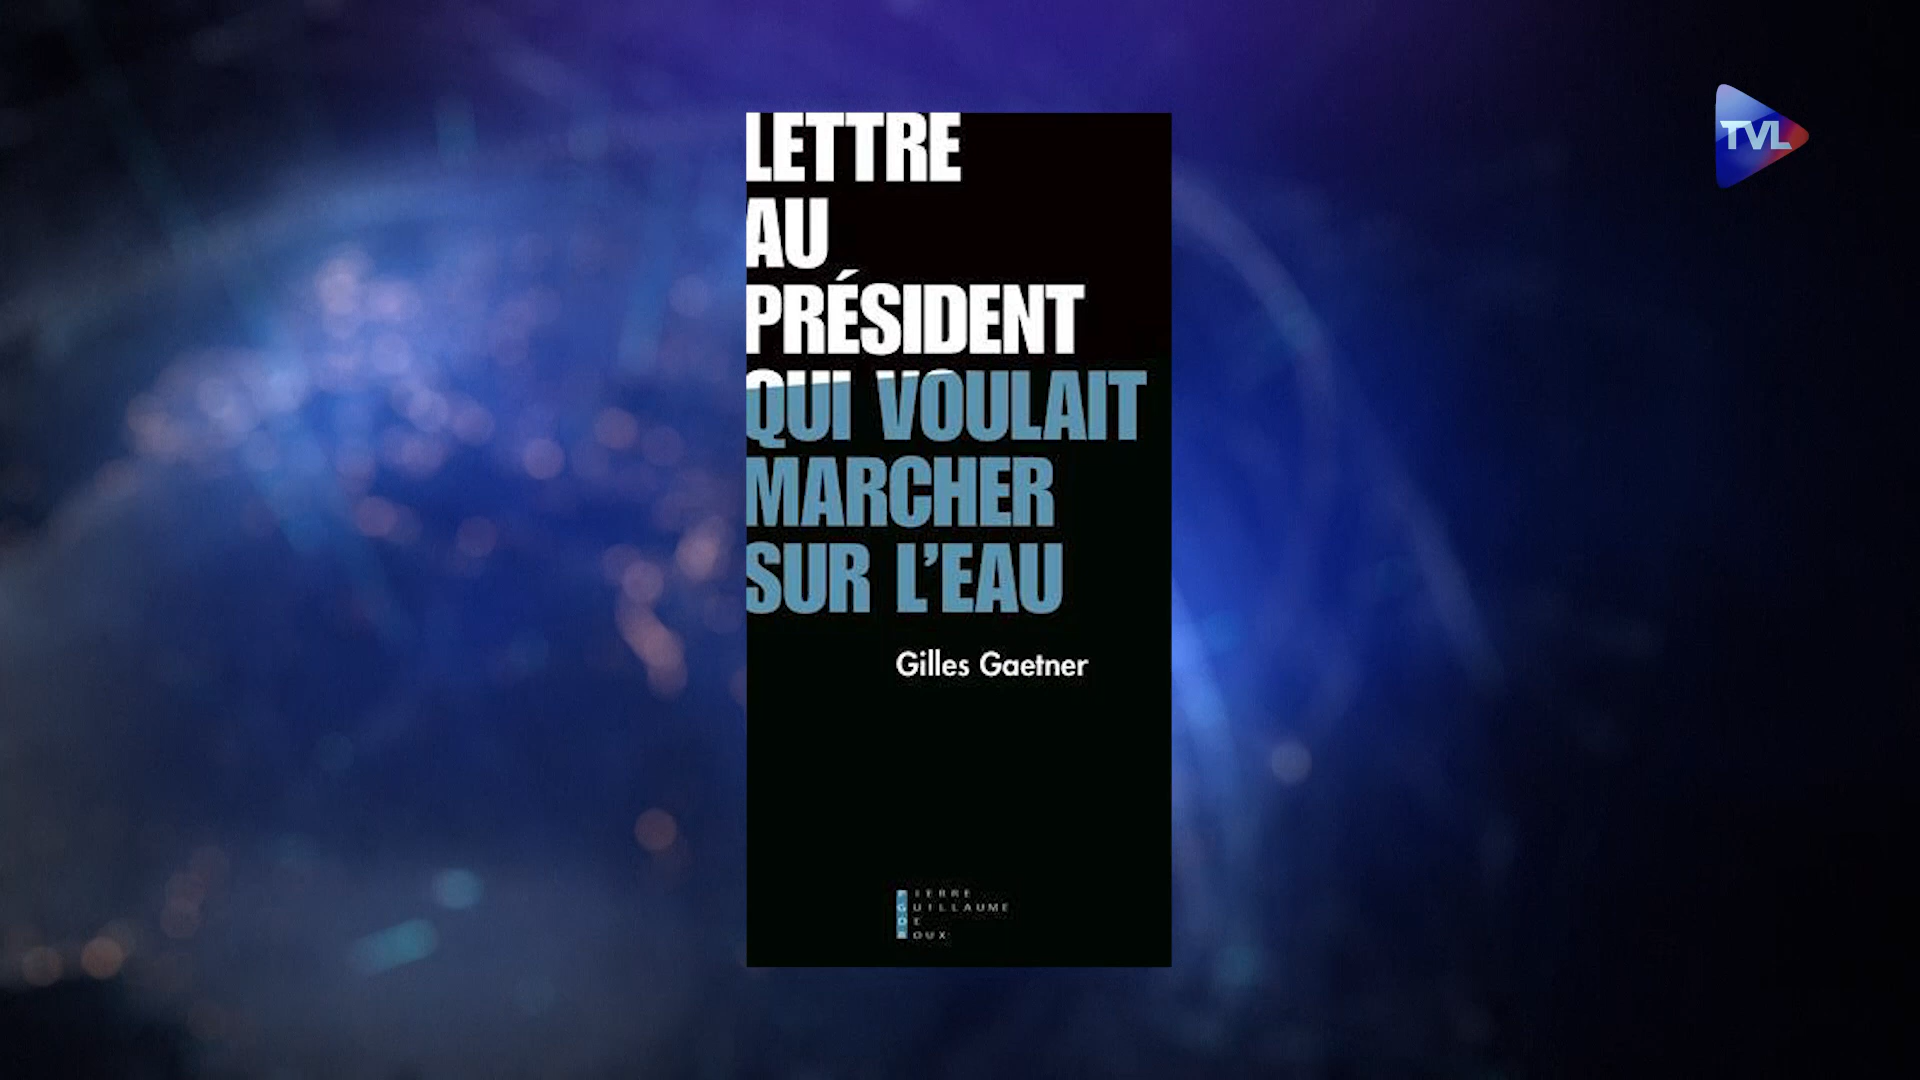 TVL
LETTRE
AU
PRÉSIDENT
QUI VOULAIT
MARCHER
SUR L'EAU
Gilles Gaetner
PIERRE
GUILLAUME
DE
ROUX